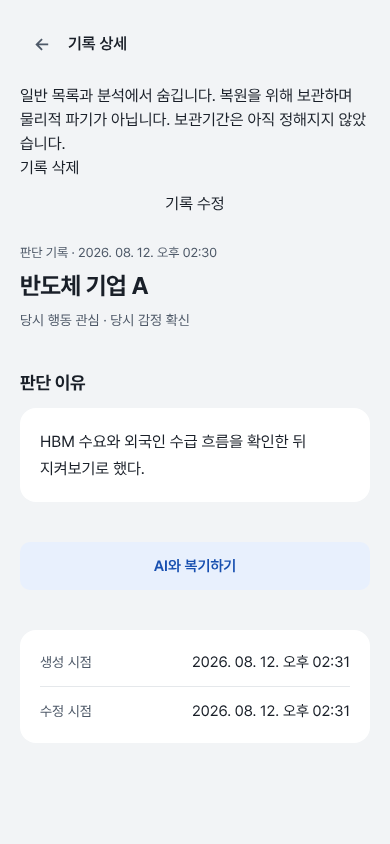 기록 상세
일반 목록과 분석에서 숨깁니다. 복원을 위해 보관하며
물리적 파기가 아닙니다. 보관기간은 아직 정해지지 않았
습니다.
기록 삭제
기록 수정
판단 기록 · 2026. 08. 12. 오후 02:30
반도체 기업 A
당시 행동 관심 · 당시 감정 확신
판단 이유
HBM 수요와 외국인 수급 흐름을 확인한 뒤
지켜보기로 했다.
AI와 복기하기
생성 시점 2026. 08. 12. 오후 02:31
수정 시점 2026. 08. 12. 오후 02:31